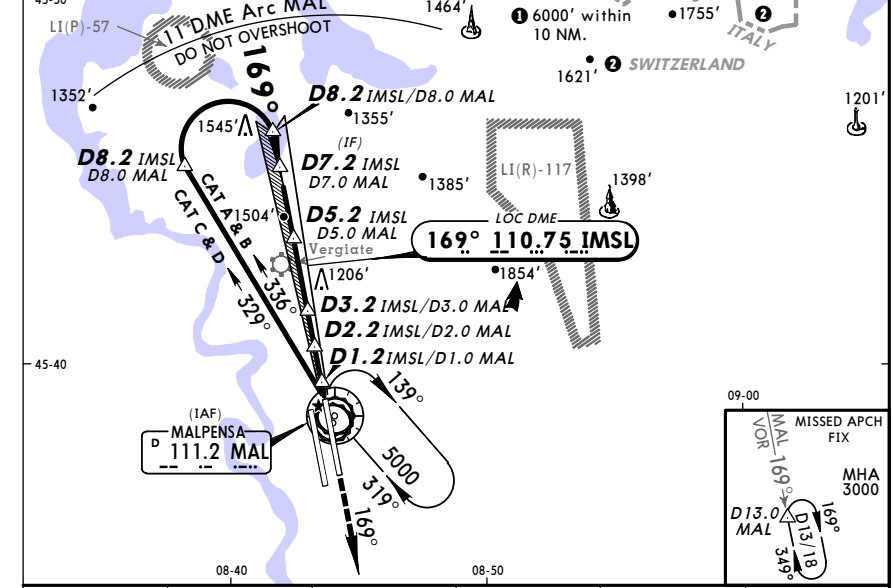 45-50
LI(P)-57
11 DME Arc MAL
DO NOT OVERSHOOT
1464'
❶ 6000' within
10 NM.
1755'
❷
ITALY
1621'
❷ SWITZERLAND
1352'
169°
D8.2 IMSL/D8.0 MAL
1545'
1355'
1201'
D8.2 IMSL
D8.0 MAL
(IF)
D7.2 IMSL
D7.0 MAL
1385'
LI(R)-117
1398'
CAT A & B
336°
CAT C & D
329°
1504'
D5.2 IMSL
D5.0 MAL
Vergiate
LOC DME
169° 110.75 IMSL
1206'
1854'
D3.2 IMSL/D3.0 MAL
D2.2 IMSL/D2.0 MAL
D1.2 IMSL/D1.0 MAL
45-40
139°
(IAF)
MALPENSA
D 111.2 MAL
5000
319°
169°
08-40
08-50
09-00
MISSED APCH
FIX
MAL
VOR
169°
MHA
3000
D13.0
MAL
D13/18
169°
349°